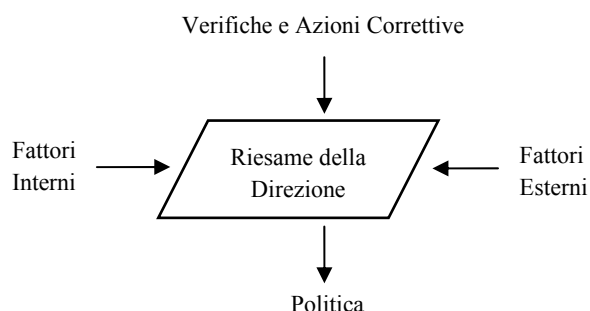 Verifiche e Azioni Correttive
Fattori
Interni
Riesame della
Direzione
Fattori
Esterni
Politica